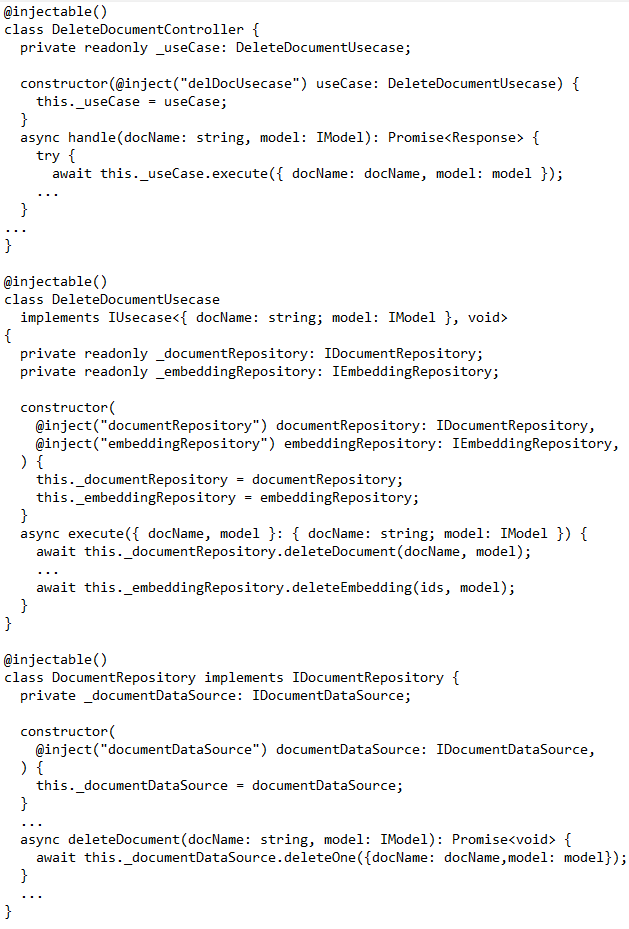 @injectable()
class DeleteDocumentController {
  private readonly _useCase: DeleteDocumentUsecase;

  constructor(@inject("delDocUsecase") useCase: DeleteDocumentUsecase) {
    this._useCase = useCase;
  }
  async handle(docName: string, model: IModel): Promise<Response> {
    try {
      await this._useCase.execute({ docName: docName, model: model });
    ...
  }
...
}

@injectable()
class DeleteDocumentUsecase
  implements IUsecase<{ docName: string; model: IModel }, void>
{
  private readonly _documentRepository: IDocumentRepository;
  private readonly _embeddingRepository: IEmbeddingRepository;

  constructor(
    @inject("documentRepository") documentRepository: IDocumentRepository,
    @inject("embeddingRepository") embeddingRepository: IEmbeddingRepository,
  ) {
    this._documentRepository = documentRepository;
    this._embeddingRepository = embeddingRepository;
  }
  async execute({ docName, model }: { docName: string; model: IModel }) {
    await this._documentRepository.deleteDocument(docName, model);
    ...
    await this._embeddingRepository.deleteEmbedding(ids, model);
  }
}

@injectable()
class DocumentRepository implements IDocumentRepository {
  private _documentDataSource: IDocumentDataSource;

  constructor(
    @inject("documentDataSource") documentDataSource: IDocumentDataSource,
  ) {
    this._documentDataSource = documentDataSource;
  }
  ...
  async deleteDocument(docName: string, model: IModel): Promise<void> {
    await this._documentDataSource.deleteOne({docName: docName,model: model});
  }
  ...
}